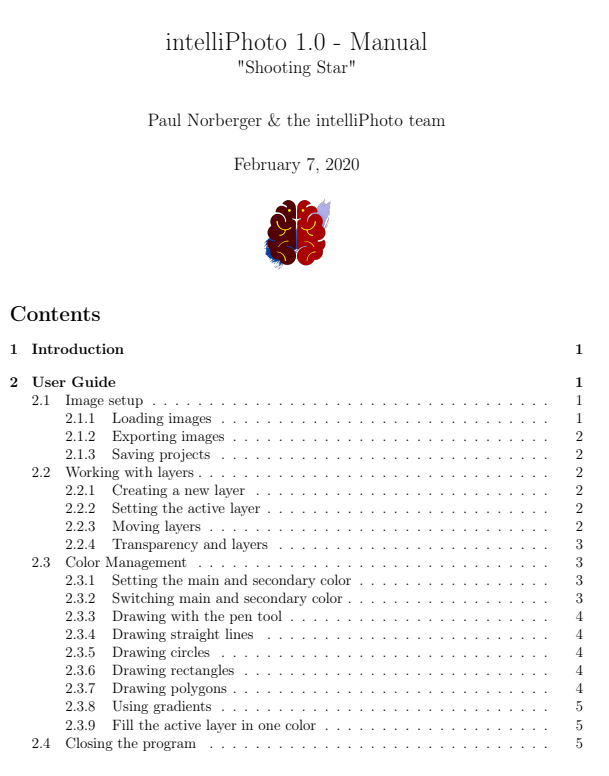 intelliPhoto 1.0 - Manual
"Shooting Star"
Paul Norberger & the intelliPhoto team
February 7, 2020
Contents
1 Introduction 1
2 User Guide 1
2.1 Image setup . . . . . . . . . . . . . . . . . . . . . . . . . . . . . . 1
2.1.1 Loading images . . . . . . . . . . . . . . . . . . . . . . . . . 1
2.1.2 Exporting images . . . . . . . . . . . . . . . . . . . . . . . . 2
2.1.3 Saving projects . . . . . . . . . . . . . . . . . . . . . . . . . 2
2.2 Working with layers . . . . . . . . . . . . . . . . . . . . . . . . . . 2
2.2.1 Creating a new layer . . . . . . . . . . . . . . . . . . . . . . 2
2.2.2 Setting the active layer . . . . . . . . . . . . . . . . . . . . . 2
2.2.3 Moving layers . . . . . . . . . . . . . . . . . . . . . . . . . . 2
2.2.4 Transparency and layers . . . . . . . . . . . . . . . . . . . . 3
2.3 Color Management . . . . . . . . . . . . . . . . . . . . . . . . . . 3
2.3.1 Setting the main and secondary color . . . . . . . . . . . . . 3
2.3.2 Switching main and secondary color . . . . . . . . . . . . . . 3
2.3.3 Drawing with the pen tool . . . . . . . . . . . . . . . . . . . 4
2.3.4 Drawing straight lines . . . . . . . . . . . . . . . . . . . . . 4
2.3.5 Drawing circles . . . . . . . . . . . . . . . . . . . . . . . . . 4
2.3.6 Drawing rectangles . . . . . . . . . . . . . . . . . . . . . . . 4
2.3.7 Drawing polygons . . . . . . . . . . . . . . . . . . . . . . . . 4
2.3.8 Using gradients . . . . . . . . . . . . . . . . . . . . . . . . . 5
2.3.9 Fill the active layer in one color . . . . . . . . . . . . . . . . 5
2.4 Closing the program . . . . . . . . . . . . . . . . . . . . . . . . . 5